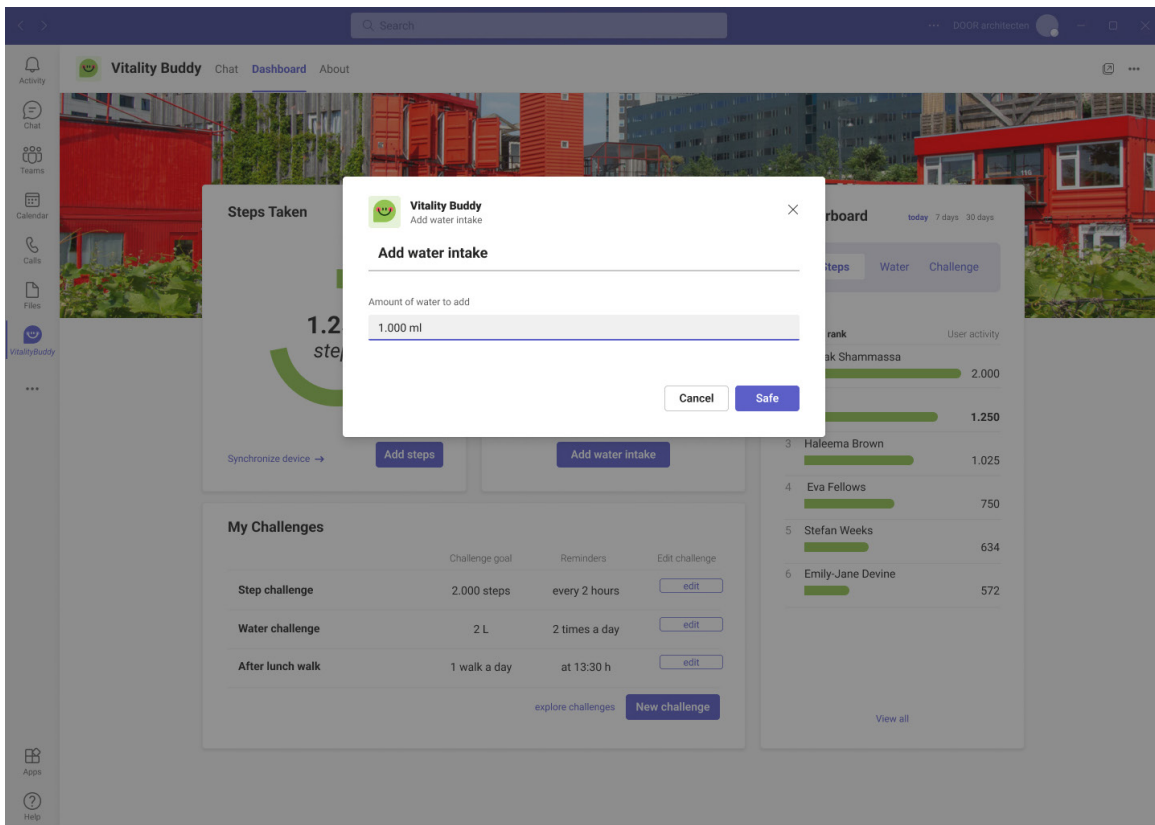 Search
DOOR architecten
Activity
Chat
Teams
Calendar
Calls
Files
VitalityBuddy
Apps
Help
Vitality Buddy Chat Dashboard About
Steps Taken
1.2
Synchronize device →
Add steps
Add water intake
Vitality Buddy
Add water intake
Add water intake
Amount of water to add
1.000 ml
Cancel Safe
rboard today 7 days 30 days
Steps Water Challenge
rank User activity
ak Shammassa
2.000
1.250
3 Haleema Brown
1.025
4 Eva Fellows
750
5 Stefan Weeks
634
6 Emily-Jane Devine
572
View all
My Challenges
Challenge goal Reminders Edit challenge
Step challenge 2.000 steps every 2 hours edit
Water challenge 2 L 2 times a day edit
After lunch walk 1 walk a day at 13:30 h edit
explore challenges New challenge